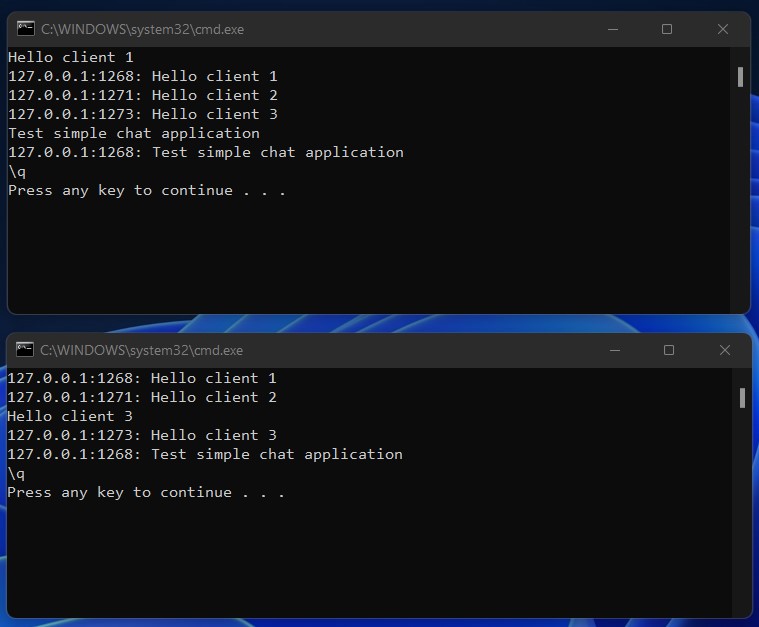 C:\WINDOWS\system32\cmd.exe
Hello client 1
127.0.0.1:1268: Hello client 1
127.0.0.1:1271: Hello client 2
127.0.0.1:1273: Hello client 3
Test simple chat application
127.0.0.1:1268: Test simple chat application
\q
Press any key to continue . . .
C:\WINDOWS\system32\cmd.exe
127.0.0.1:1268: Hello client 1
127.0.0.1:1271: Hello client 2
Hello client 3
127.0.0.1:1273: Hello client 3
127.0.0.1:1268: Test simple chat application
\q
Press any key to continue . . .